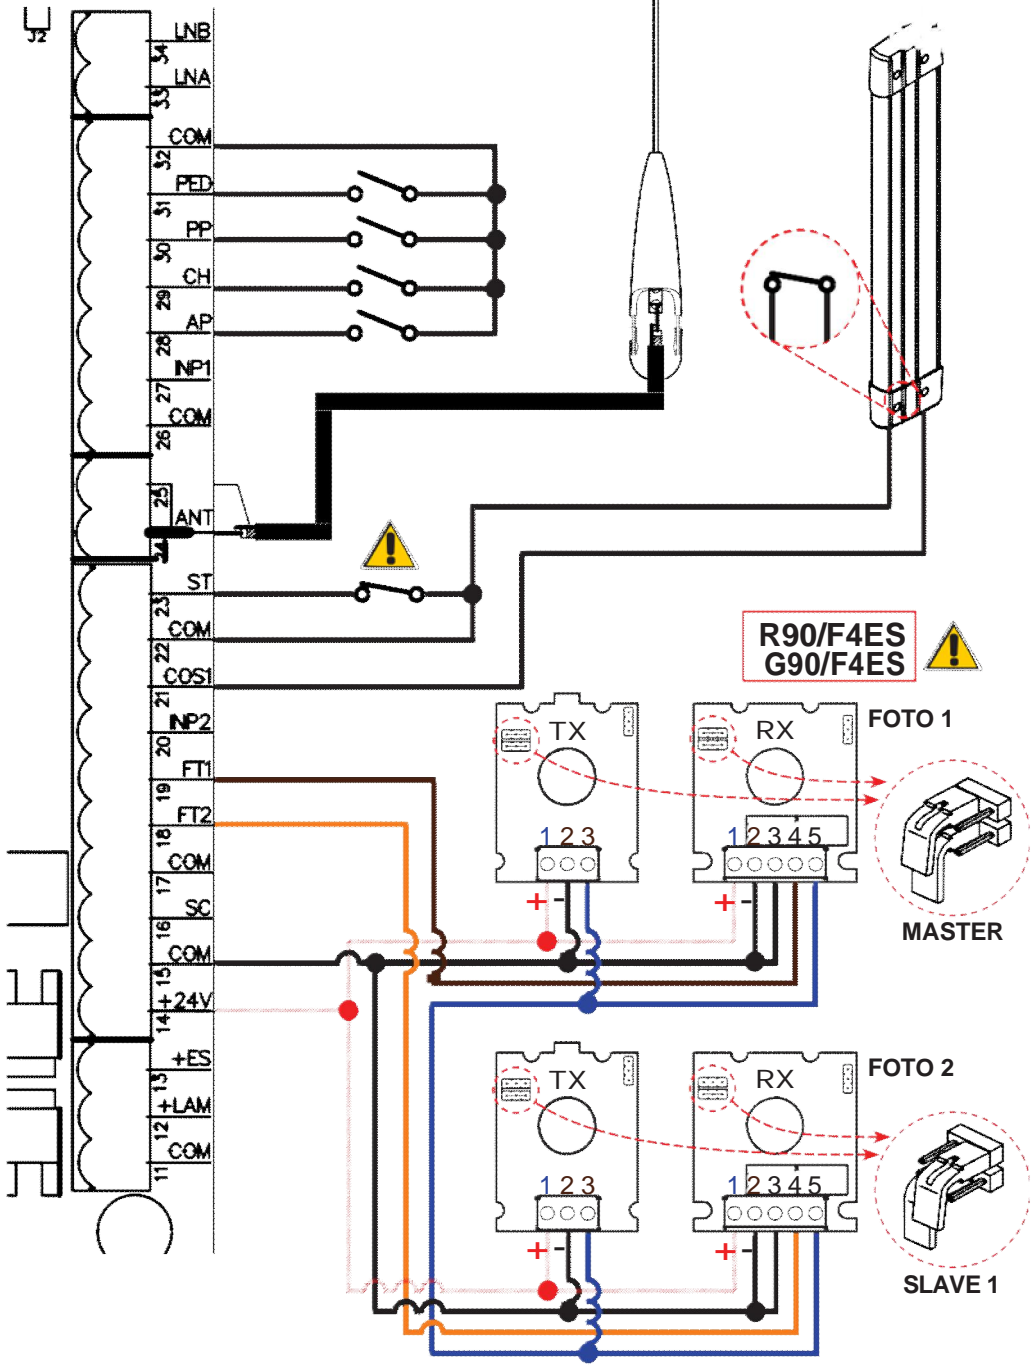 J2
LNB
34
LNA
33
COM
32
PED
31
PP
30
CH
29
AP
28
INP1
27
COM
26
25
ANT
24
ST
23
COM
22
COS1
21
INP2
20
FT1
19
FT2
18
COM
17
SC
16
COM
15
+24V
14
+ES
13
+LAM
12
COM
11
R90/F4ES
G90/F4ES
FOTO 1
TX
RX
1 2 3
1 2 3 4 5
+ -
+ -
MASTER
FOTO 2
TX
RX
1 2 3
1 2 3 4 5
+ -
+ -
SLAVE 1